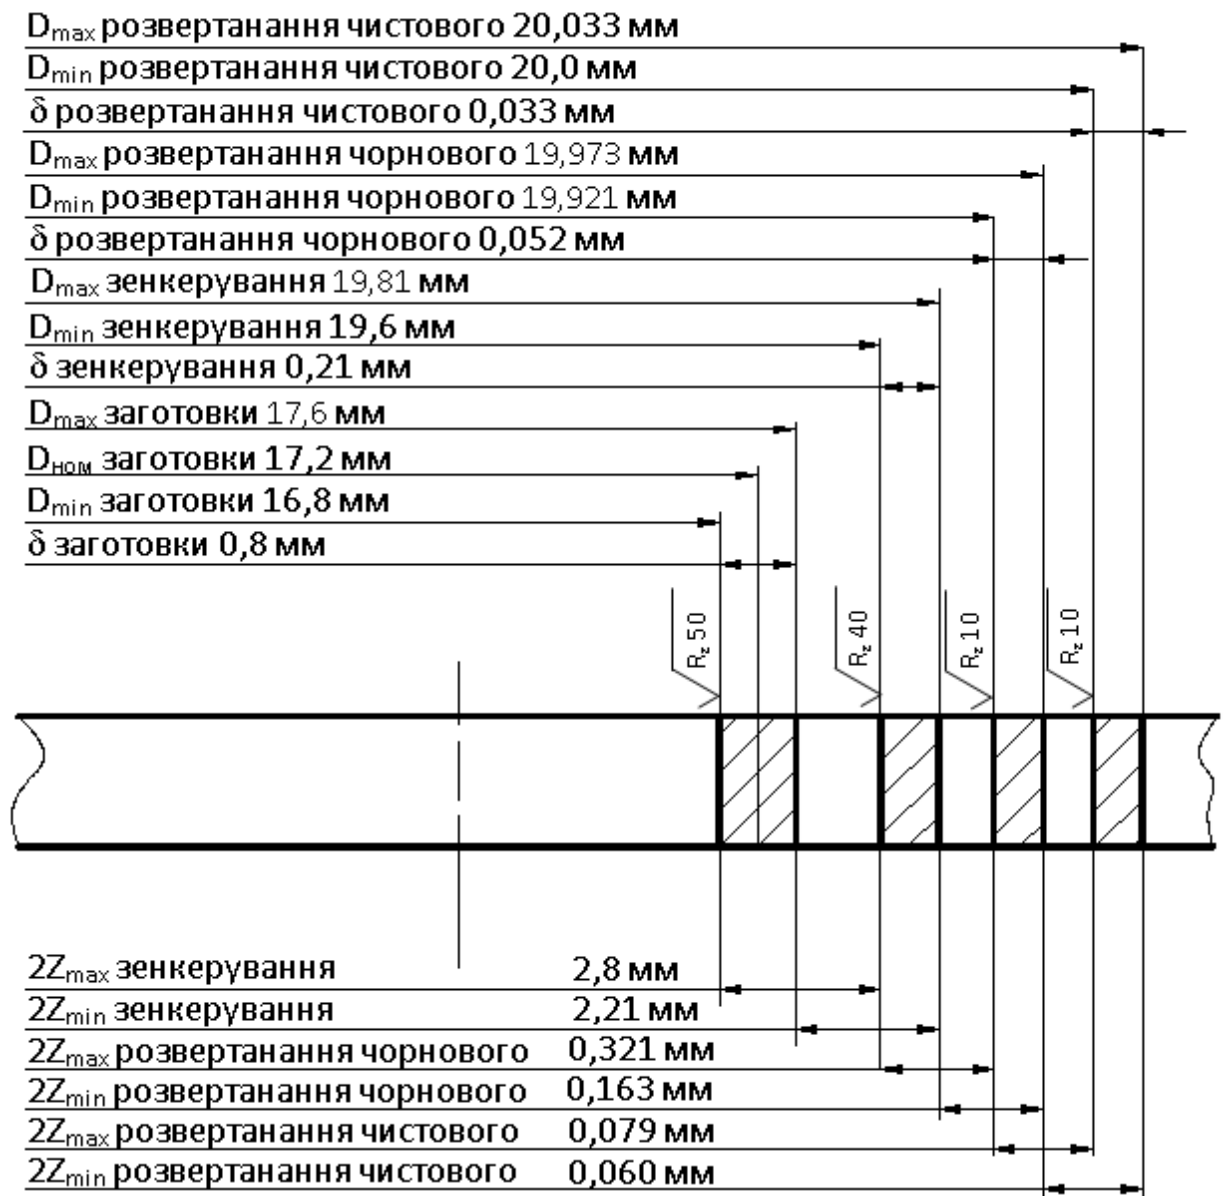 Dmax розвертанання чистового 20,033 мм
Dmin розвертанання чистового 20,0 мм
δ розвертанання чистового 0,033 мм
Dmax розвертанання чорнового 19,973 мм
Dmin розвертанання чорнового 19,921 мм
δ розвертанання чорнового 0,052 мм
Dmax зенкерування 19,81 мм
Dmin зенкерування 19,6 мм
δ зенкерування 0,21 мм
Dmax заготовки 17,6 мм
Dном заготовки 17,2 мм
Dmin заготовки 16,8 мм
δ заготовки 0,8 мм
Rz 50
Rz 40
Rz 10
Rz 10
2Zmax зенкерування 2,8 мм
2Zmin зенкерування 2,21 мм
2Zmax розвертанання чорнового 0,321 мм
2Zmin розвертанання чорнового 0,163 мм
2Zmax розвертанання чистового 0,079 мм
2Zmin розвертанання чистового 0,060 мм